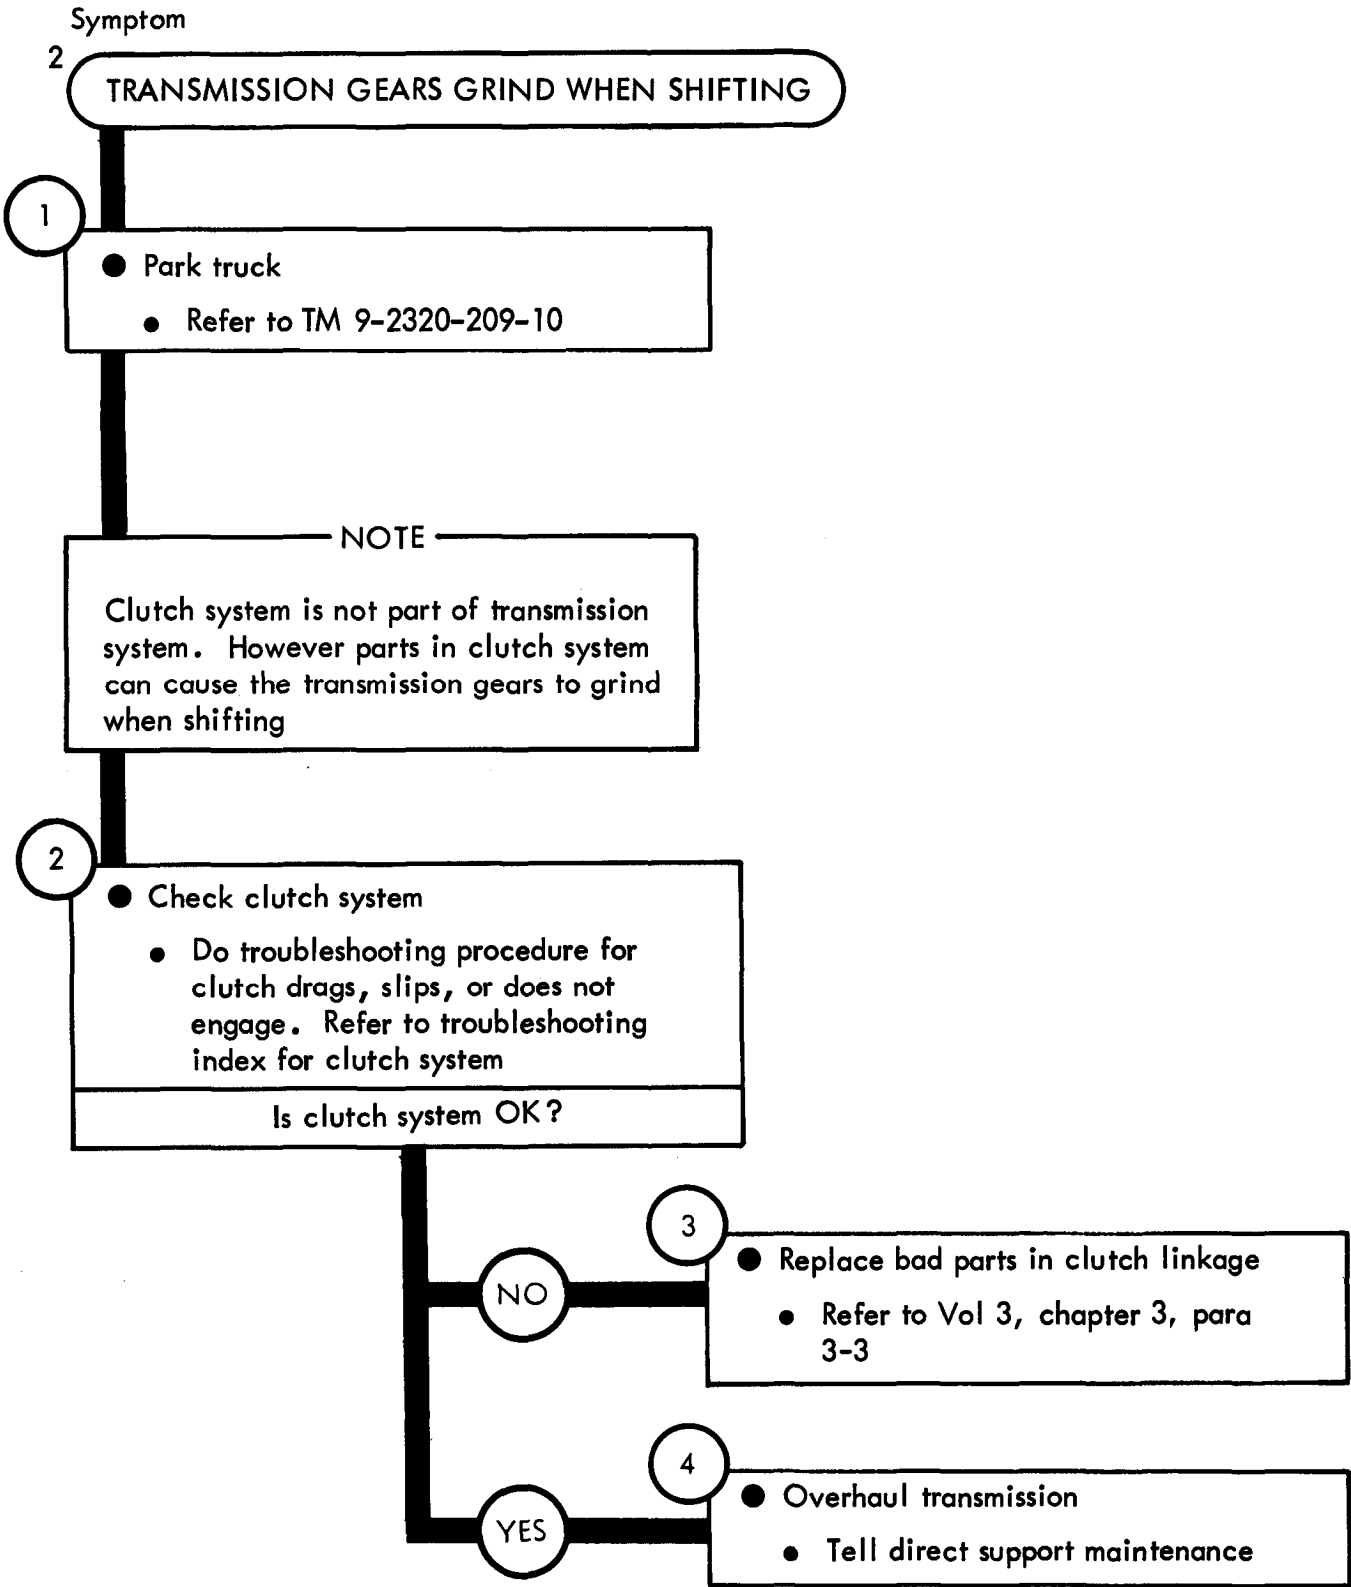 Symptom
2
TRANSMISSION GEARS GRIND WHEN SHIFTING
1
● Park truck
● Refer to TM 9-2320-209-10
NOTE
Clutch system is not part of transmission
system. However parts in clutch system
can cause the transmission gears to grind
when shifting
2
● Check clutch system
● Do troubleshooting procedure for
clutch drags, slips, or does not
engage. Refer to troubleshooting
index for clutch system
Is clutch system OK?
3
NO
● Replace bad parts in clutch linkage
● Refer to Vol 3, chapter 3, para
3-3
4
YES
● Overhaul transmission
● Tell direct support maintenance